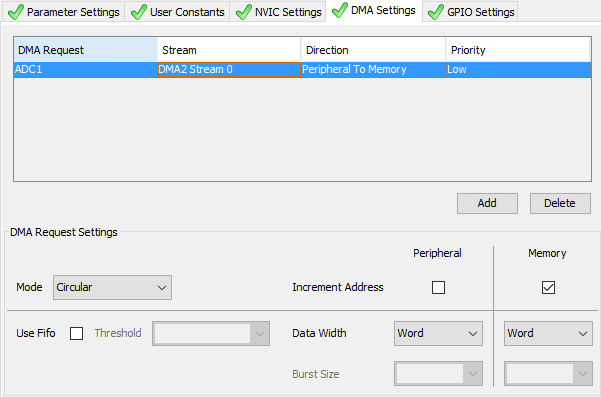 Parameter Settings User Constants NVIC Settings DMA Settings GPIO Settings
DMA Request Stream Direction Priority
ADC1 DMA2 Stream 0 Peripheral To Memory Low
Add Delete
DMA Request Settings
Peripheral Memory
Mode Circular Increment Address
Use Fifo Threshold Data Width Word Word
Burst Size